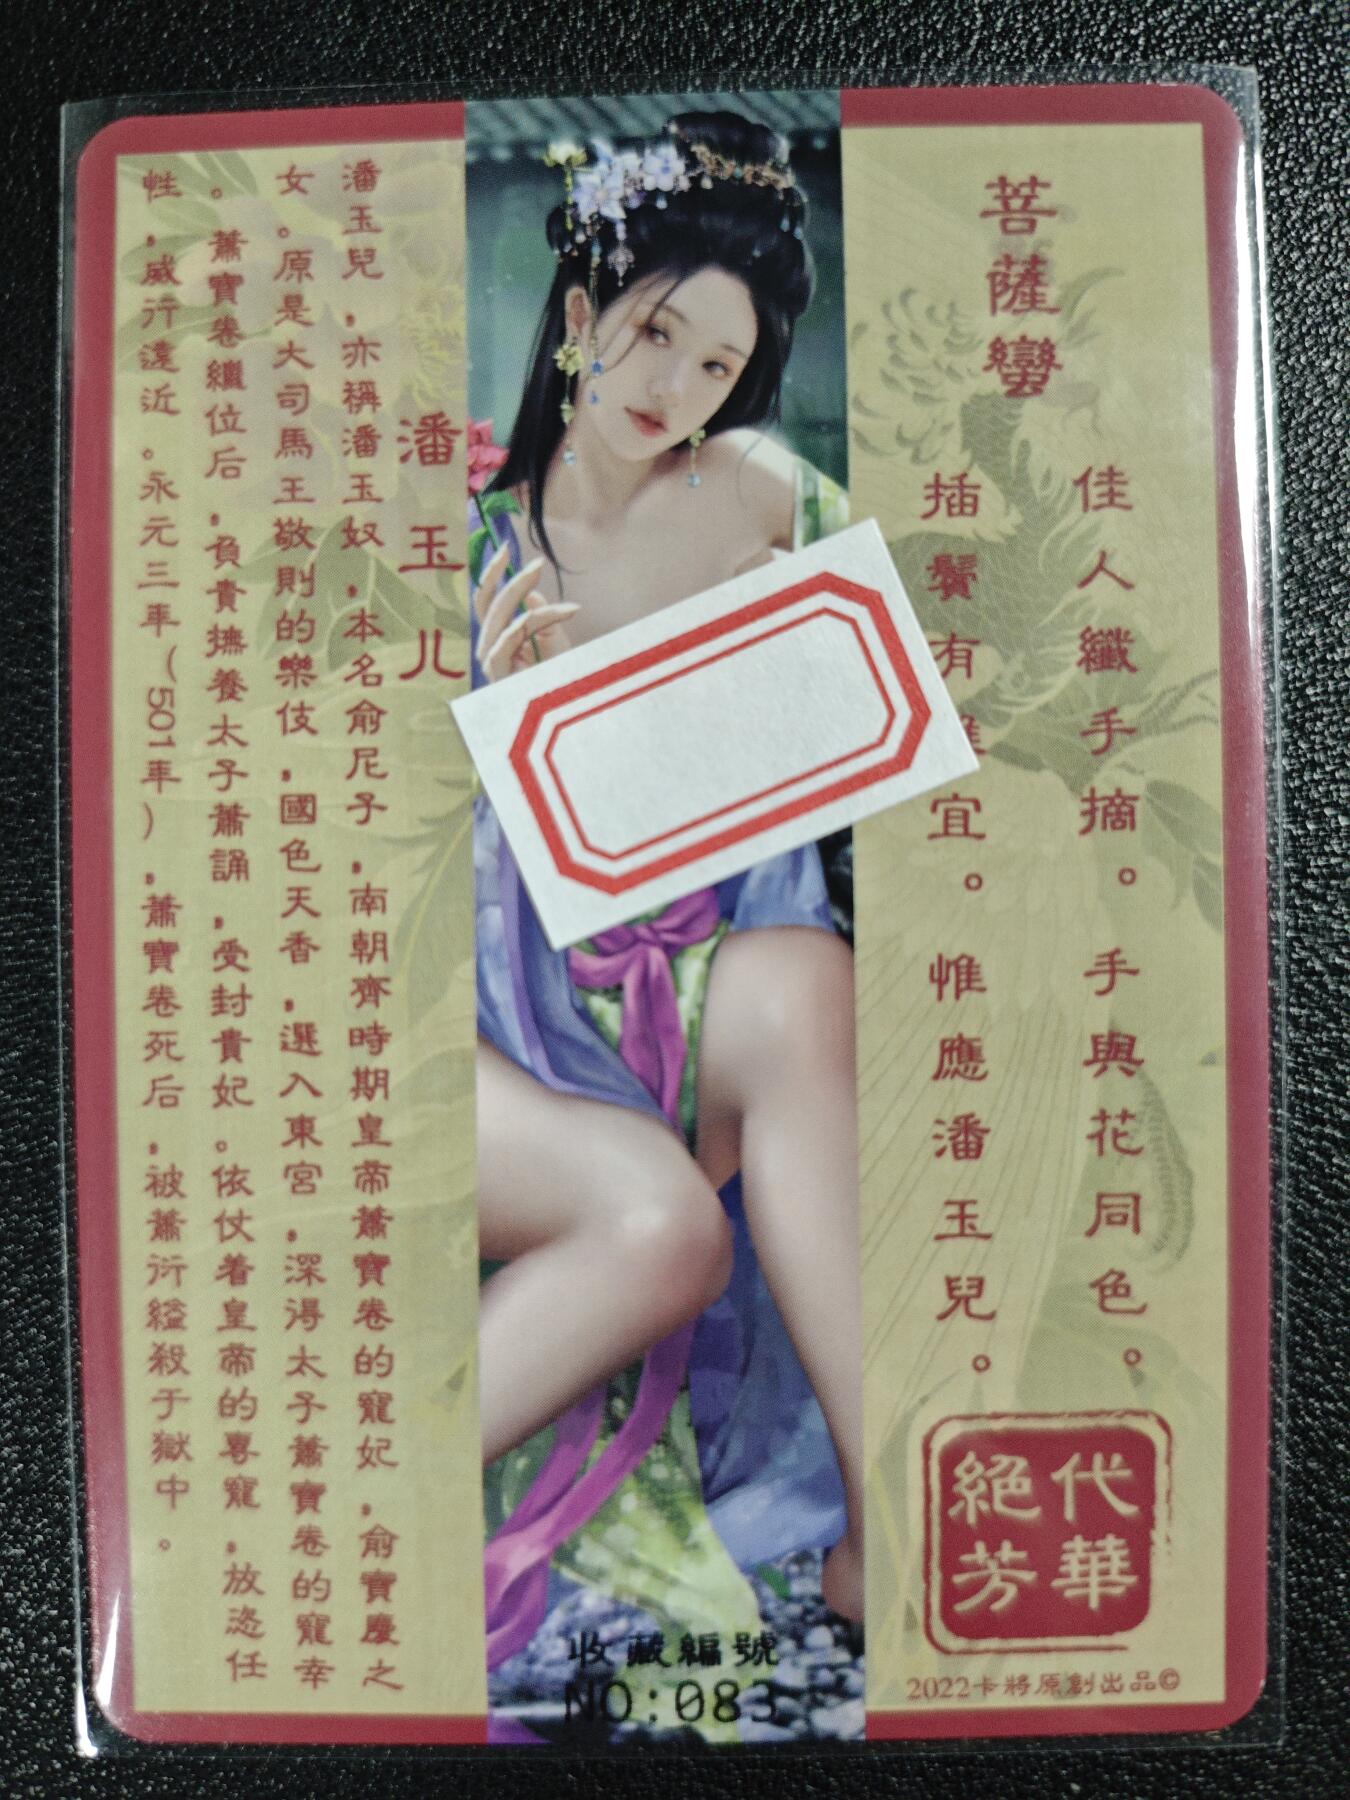 菩薩蠻
佳人纖手摘。手與花同色。
插鬢有宜。惟應潘玉兒。
絕代
芳華
2022卡將原創出品©
潘玉儿
潘玉兒,亦稱潘玉奴,本名俞尼子,南朝齊時期皇帝蕭寶卷的寵妃,俞寶慶之
女。原是大司馬王敬則的樂伎,國色天香,選入東宮,深淂太子蕭寶卷的寵幸
。蕭寶卷繼位后,負貴撫養太子蕭誦,受封貴妃。依仗着皇帝的專寵,放恣任
性,威行遠近。永元三年(501年),蕭寶卷死后,被蕭衍縊殺于獄中。
收藏編號
NO:083